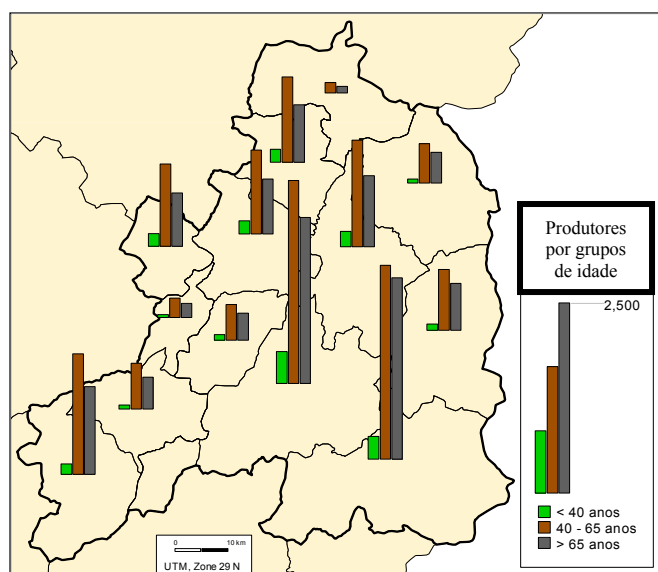 Produtores
por grupos
de idade
2,500
< 40 anos
40 - 65 anos
> 65 anos
0 10 km
UTM, Zone 29 N